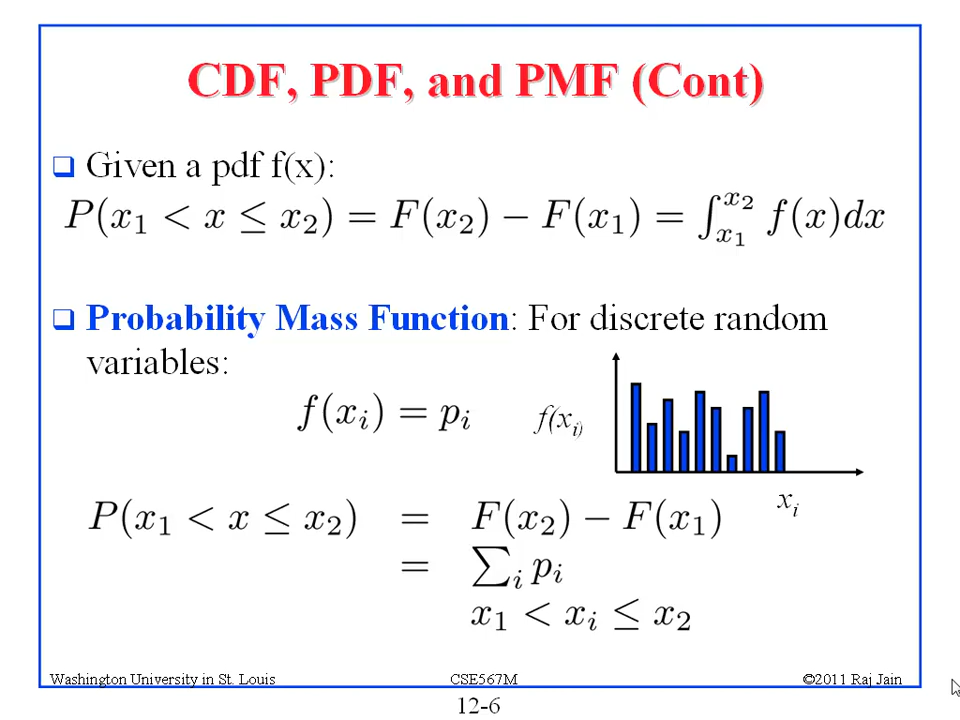 CDF, PDF, and PMF (Cont)
❑ Given a pdf f(x):
P(x₁ < x ≤ x₂) = F(x₂) − F(x₁) = ∫ₓ₁ˣ² f(x)dx
❑ Probability Mass Function: For discrete random
variables:
f(xᵢ) = pᵢ
f(xᵢ)
xᵢ
P(x₁ < x ≤ x₂) = F(x₂) − F(x₁)
= ∑ᵢ pᵢ
x₁ < xᵢ ≤ x₂
Washington University in St. Louis CSE567M ©2011 Raj Jain
12-6